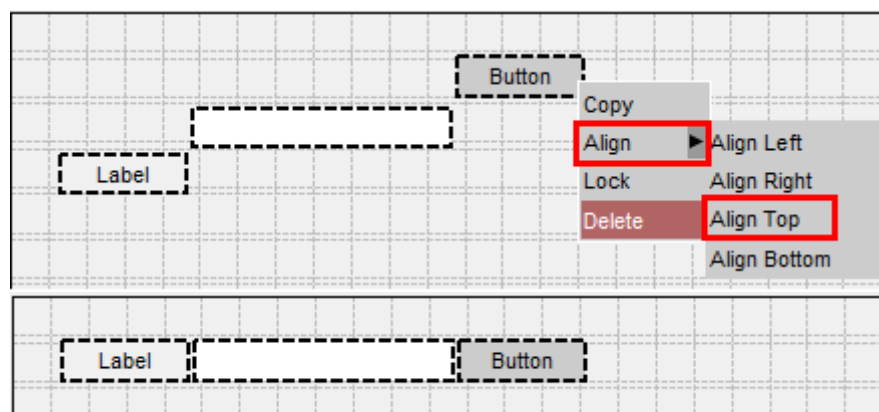 Button
Copy
Align
Align Left
Label
Lock
Align Right
Delete
Align Top
Align Bottom
Label
Button